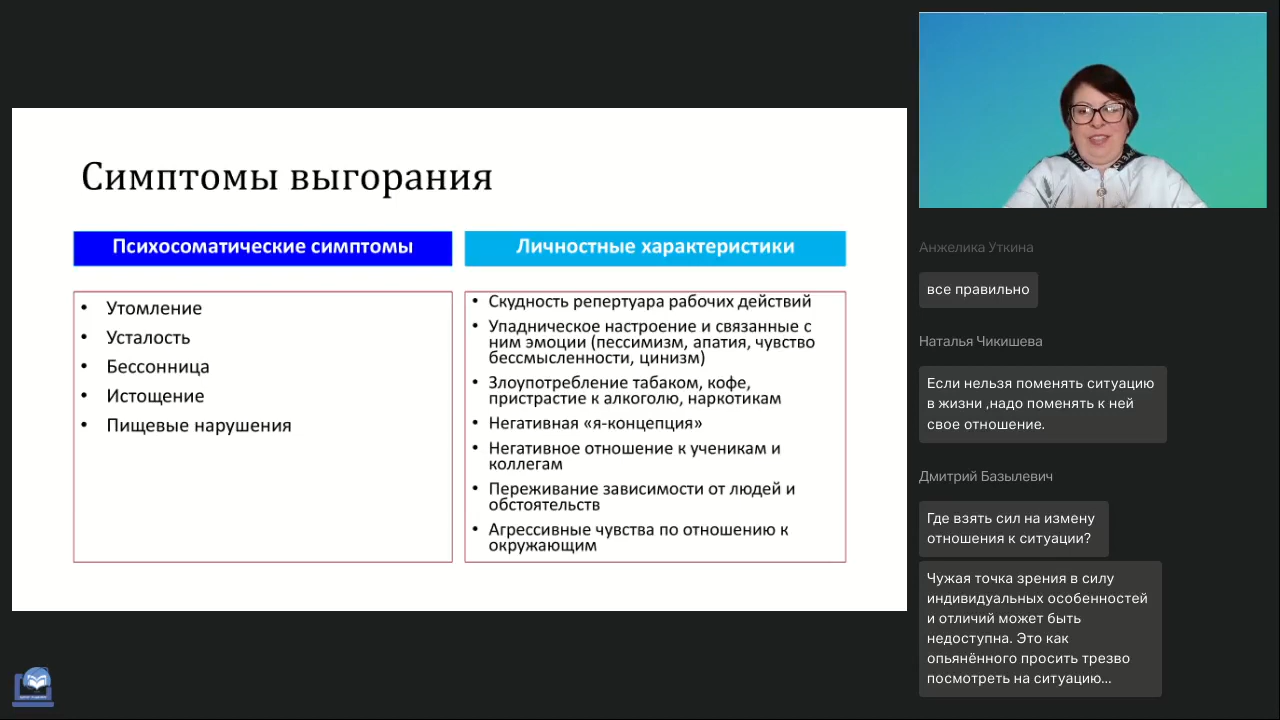 Симптомы выгорания
Психосоматические симптомы
• Утомление
• Усталость
• Бессонница
• Истощение
• Пищевые нарушения
Личностные характеристики
• Скудность репертуара рабочих действий
• Упадническое настроение и связанные с
ним эмоции (пессимизм, апатия, чувство
бессмысленности, цинизм)
• Злоупотребление табаком, кофе,
пристрастие к алкоголю, наркотикам
• Негативная «я-концепция»
• Негативное отношение к ученикам и
коллегам
• Переживание зависимости от людей и
обстоятельств
• Агрессивные чувства по отношению к
окружающим
Анжелика Уткина
все правильно
Наталья Чикишева
Если нельзя поменять ситуацию
в жизни ,надо поменять к ней
свое отношение.
Дмитрий Базылевич
Где взять сил на измену
отношения к ситуации?
Чужая точка зрения в силу
индивидуальных особенностей
и отличий может быть
недоступна. Это как
опьянённого просить трезво
посмотреть на ситуацию...